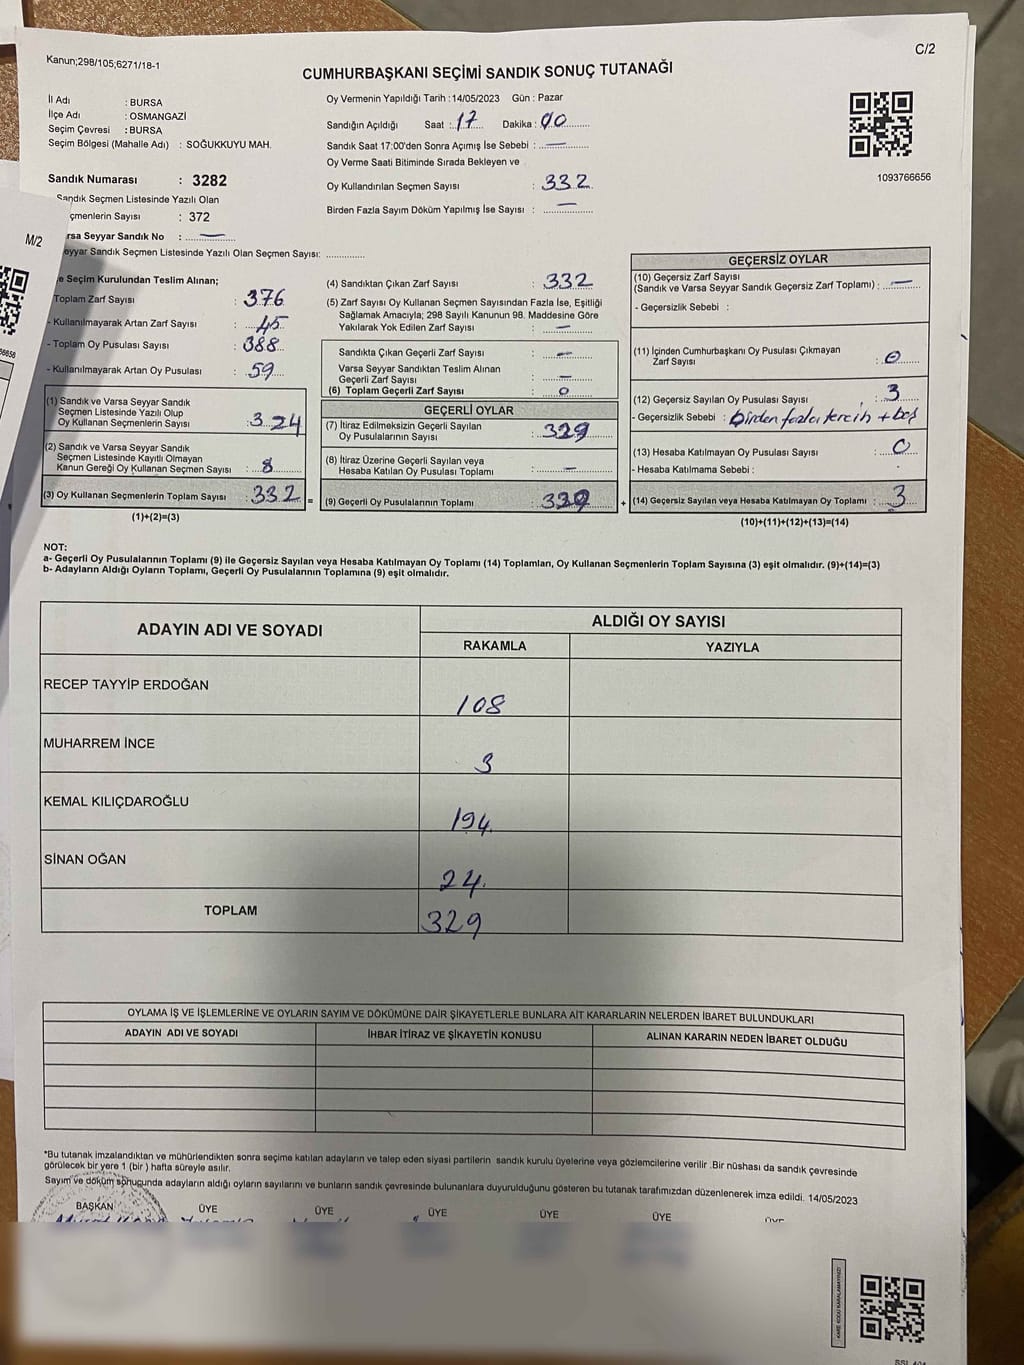 Kanun;298/105;6271/18-1
C/2
CUMHURBAŞKANI SEÇİMİ SANDIK SONUÇ TUTANAĞI
İl Adı : BURSA
İlçe Adı : OSMANGAZİ
Seçim Çevresi : BURSA
Seçim Bölgesi (Mahalle Adı) : SOĞUKKUYU MAH.
Sandık Numarası : 3282
Sandık Seçmen Listesinde Yazılı Olan
çmenlerin Sayısı : 372
rsa Seyyar Sandık No : —
eyyar Sandık Seçmen Listesinde Yazılı Olan Seçmen Sayısı: ..............
Oy Vermenin Yapıldığı Tarih :14/05/2023 Gün : Pazar
Sandığın Açıldığı Saat : 17 Dakika : 00
Sandık Saat 17:00'den Sonra Açımış İse Sebebi : —
Oy Verme Saati Bitiminde Sırada Bekleyen ve
Oy Kullandırılan Seçmen Sayısı : 332
Birden Fazla Sayım Döküm Yapılmış İse Sayısı : —
1093766656
M/2
e Seçim Kurulundan Teslim Alınan;
Toplam Zarf Sayısı : 376
- Kullanılmayarak Artan Zarf Sayısı : 45
- Toplam Oy Pusulası Sayısı : 388
- Kullanılmayarak Artan Oy Pusulası : 59
(1) Sandık ve Varsa Seyyar Sandık
Seçmen Listesinde Yazılı Olup
Oy Kullanan Seçmenlerin Sayısı : 324
(2) Sandık ve Varsa Seyyar Sandık
Seçmen Listesinde Kayıtlı Olmayan
Kanun Gereği Oy Kullanan Seçmen Sayısı : 8
(3) Oy Kullanan Seçmenlerin Toplam Sayısı : 332 =
(1)+(2)=(3)
(4) Sandıktan Çıkan Zarf Sayısı : 332
(5) Zarf Sayısı Oy Kullanan Seçmen Sayısından Fazla İse, Eşitliği
Sağlamak Amacıyla; 298 Sayılı Kanunun 98. Maddesine Göre
Yakılarak Yok Edilen Zarf Sayısı : —
Sandıkta Çıkan Geçerli Zarf Sayısı : —
Varsa Seyyar Sandıktan Teslim Alınan
Geçerli Zarf Sayısı : —
(6) Toplam Geçerli Zarf Sayısı : 0
GEÇERLİ OYLAR
(7) İtiraz Edilmeksizin Geçerli Sayılan
Oy Pusulalarının Sayısı : 329
(8) İtiraz Üzerine Geçerli Sayılan veya
Hesaba Katılan Oy Pusulası Toplamı : —
(9) Geçerli Oy Pusulalarının Toplamı : 329 +
GEÇERSİZ OYLAR
(10) Geçersiz Zarf Sayısı
(Sandık ve Varsa Seyyar Sandık Geçersiz Zarf Toplamı) : —
- Geçersizlik Sebebi :
(11) İçinden Cumhurbaşkanı Oy Pusulası Çıkmayan
Zarf Sayısı : 0
(12) Geçersiz Sayılan Oy Pusulası Sayısı : 3
- Geçersizlik Sebebi : birden fazla tercih + boş
(13) Hesaba Katılmayan Oy Pusulası Sayısı : 0
- Hesaba Katılmama Sebebi :
(14) Geçersiz Sayılan veya Hesaba Katılmayan Oy Toplamı : 3
(10)+(11)+(12)+(13)=(14)
NOT:
a- Geçerli Oy Pusulalarının Toplamı (9) ile Geçersiz Sayılan veya Hesaba Katılmayan Oy Toplamı (14) Toplamları, Oy Kullanan Seçmenlerin Toplam Sayısına (3) eşit olmalıdır. (9)+(14)=(3)
b- Adayların Aldığı Oyların Toplamı, Geçerli Oy Pusulalarının Toplamına (9) eşit olmalıdır.
ADAYIN ADI VE SOYADI
ALDIĞI OY SAYISI
RAKAMLA YAZIYLA
RECEP TAYYİP ERDOĞAN 108
MUHARREM İNCE 3
KEMAL KILIÇDAROĞLU 194
SİNAN OĞAN 24
TOPLAM 329
OYLAMA İŞ VE İŞLEMLERİNE VE OYLARIN SAYIM VE DÖKÜMÜNE DAİR ŞİKAYETLERLE BUNLARA AİT KARARLARIN NELERDEN İBARET BULUNDUKLARI
ADAYIN ADI VE SOYADI İHBAR İTİRAZ VE ŞİKAYETİN KONUSU ALINAN KARARIN NEDEN İBARET OLDUĞU
*Bu tutanak imzalandıktan ve mühürlendikten sonra seçime katılan adayların ve talep eden siyasi partilerin sandık kurulu üyelerine veya gözlemcilerine verilir .Bir nüshası da sandık çevresinde
görülecek bir yere 1 (bir ) hafta süreyle asılır.
Sayım ve döküm sonucunda adayların aldığı oyların sayılarını ve bunların sandık çevresinde bulunanlara duyurulduğunu gösteren bu tutanak tarafımızdan düzenlenerek imza edildi. 14/05/2023
BAŞKAN ÜYE ÜYE ÜYE ÜYE ÜYE ÜYE